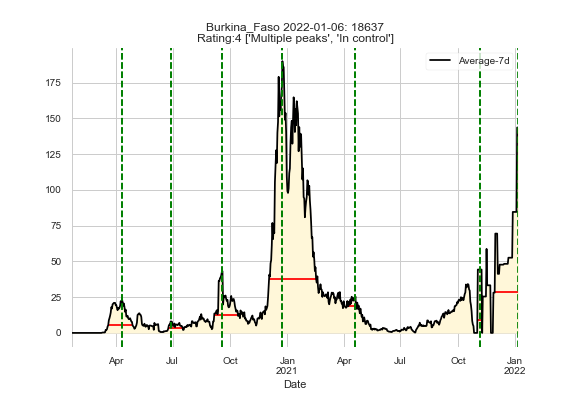 Burkina_Faso 2022-01-06: 18637
Rating:4 ['Multiple peaks', 'In control']
Average-7d
175
150
125
100
75
50
25
0
Apr
Jul
Oct
Jan
2021
Apr
Jul
Oct
Jan
2022
Date